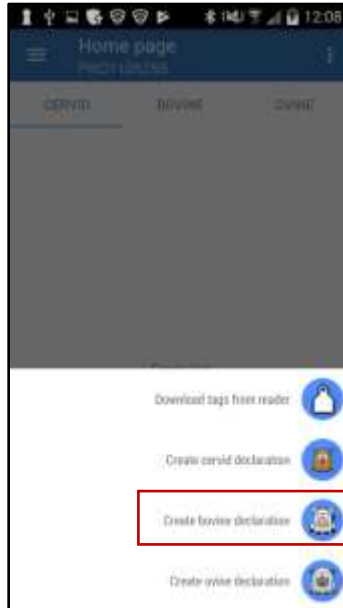 12:08
Home page
CERVID
BOVINE
OVINE
Download tags from reader
Create cervid declaration
Create bovine declaration
Create ovine declaration